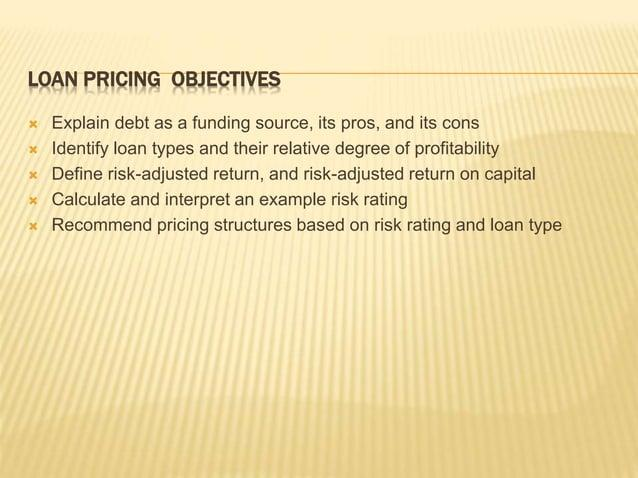 LOAN PRICING OBJECTIVES
Explain debt as a funding source, its pros, and its cons
Identify loan types and their relative degree of profitability
Define risk-adjusted return, and risk-adjusted return on capital
Calculate and interpret an example risk rating
Recommend pricing structures based on risk rating and loan type